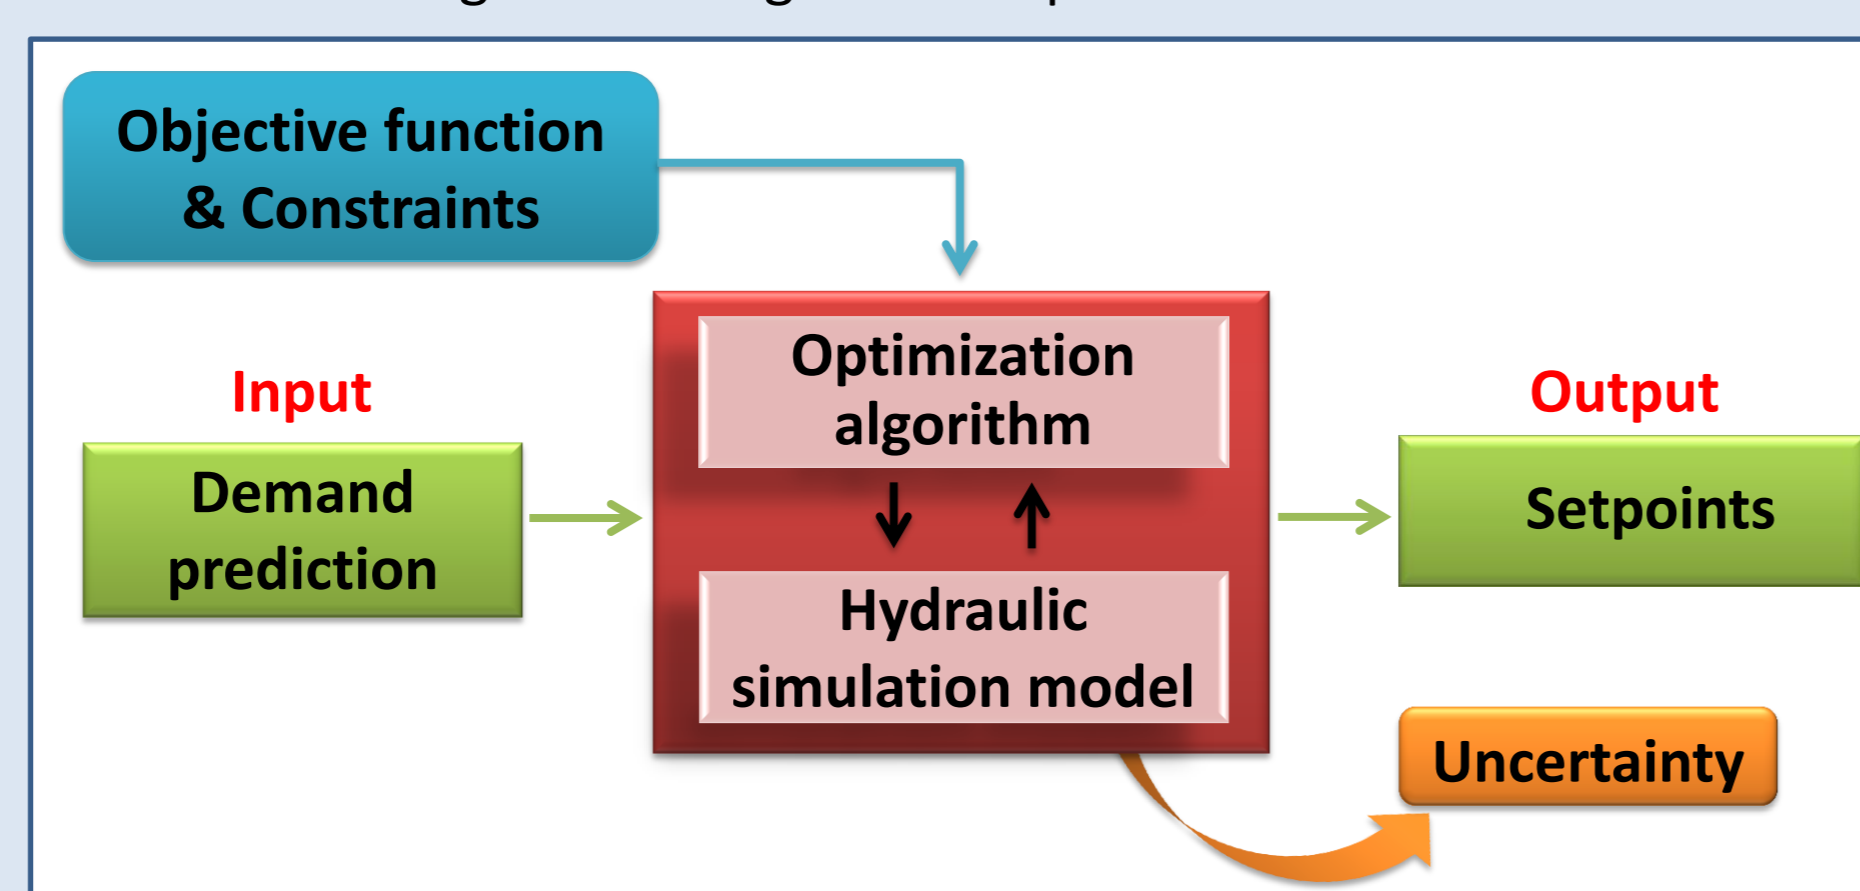 Objective function
& Constraints
Input
Demand
prediction
Optimization
algorithm
Hydraulic
simulation model
Output
Setpoints
Uncertainty